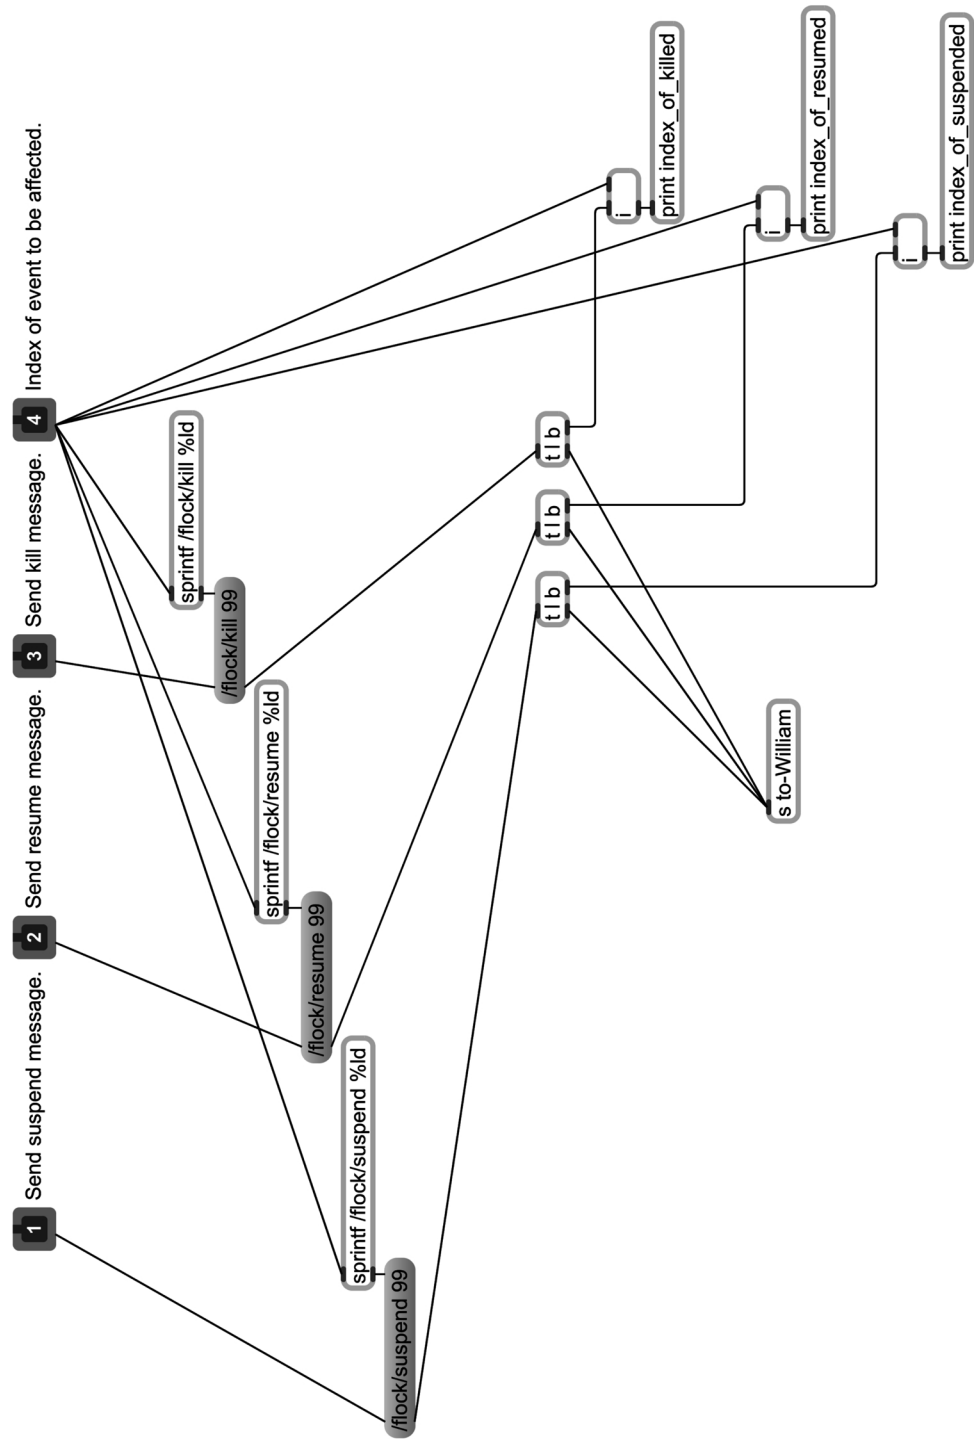 1 Send suspend message.
2 Send resume message.
3 Send kill message.
4 Index of event to be affected.
sprintf /flock/kill %ld
/flock/kill 99
sprintf /flock/resume %ld
/flock/resume 99
sprintf /flock/suspend %ld
/flock/suspend 99
t l b
t l b
t l b
i
print index_of_killed
i
print index_of_resumed
s to-William
i
print index_of_suspended